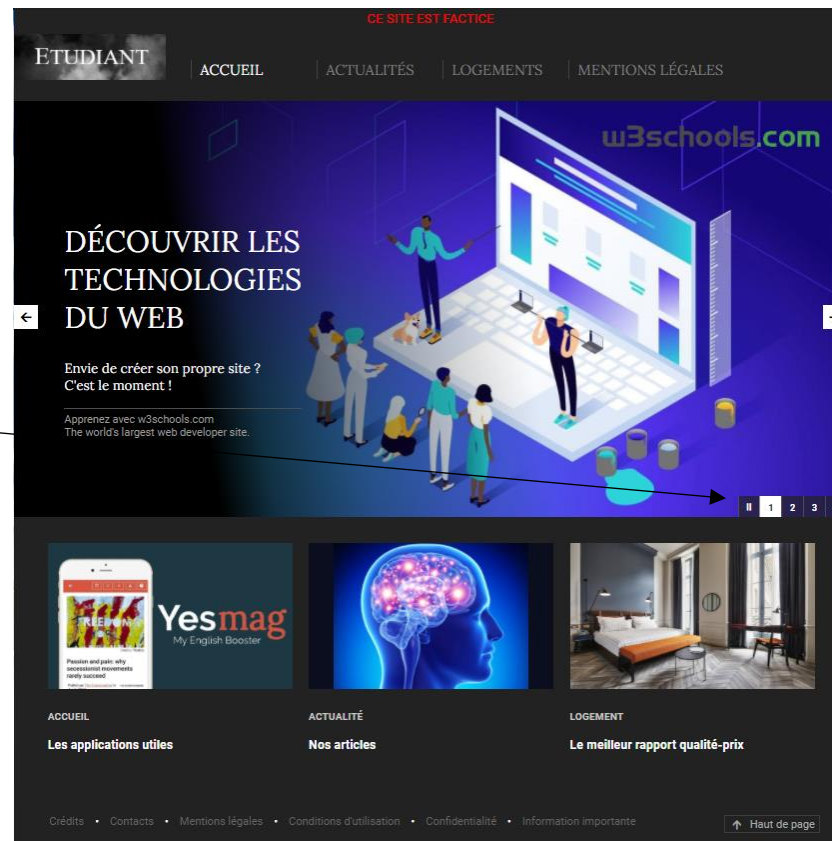 CE SITE EST FACTICE
ETUDIANT
ACCUEIL
ACTUALITÉS
LOGEMENTS
MENTIONS LÉGALES
w3schools.com
DÉCOUVRIR LES
TECHNOLOGIES
DU WEB
Envie de créer son propre site ?
C'est le moment !
Apprenez avec w3schools.com
The world's largest web developer site.
1 2 3
Passion and pain: why
secessionist movements
rarely succeed
Yesmag
My English Booster
ACCUEIL
Les applications utiles
ACTUALITÉ
Nos articles
LOGEMENT
Le meilleur rapport qualité-prix
Crédits • Contacts • Mentions légales • Conditions d'utilisation • Confidentialité • Information importante
Haut de page